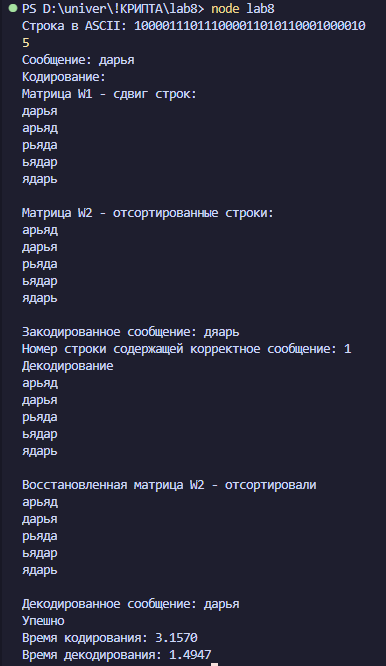 PS D:\univer\!КРИПТА\lab8> node lab8
Строка в ASCII: 10000111011100001101010110001000010
5
Сообщение: дарья
Кодирование:
Матрица W1 - сдвиг строк:
дарья
арьяд
рьяда
ьядар
ядарь
Матрица W2 - отсортированные строки:
арьяд
дарья
рьяда
ьядар
ядарь
Закодированное сообщение: дяарь
Номер строки содержащей корректное сообщение: 1
Декодирование
арьяд
дарья
рьяда
ьядар
ядарь
Восстановленная матрица W2 - отсортировали
арьяд
дарья
рьяда
ьядар
ядарь
Декодированное сообщение: дарья
Упешно
Время кодирования: 3.1570
Время декодирования: 1.4947